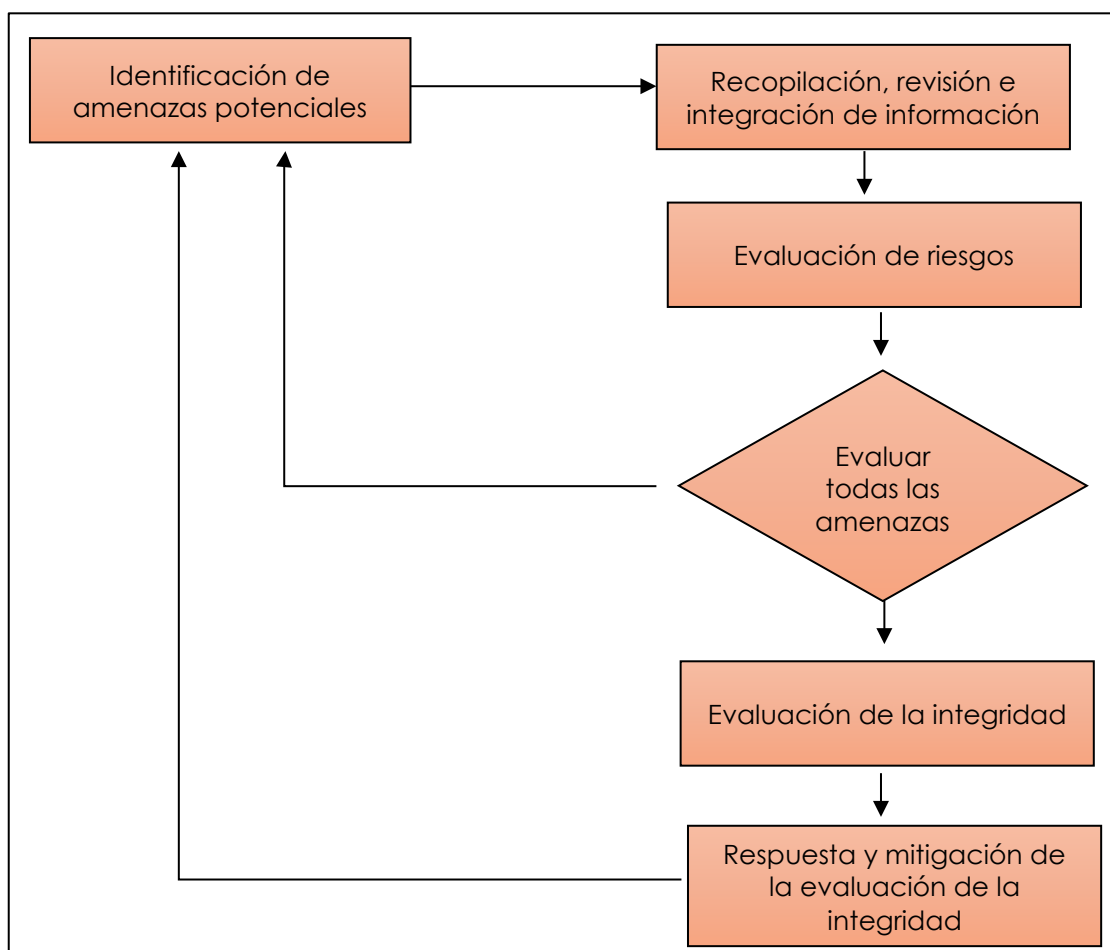 Identificación de
amenazas potenciales
Recopilación, revisión e
integración de información
Evaluación de riesgos
Evaluar
todas las
amenazas
Evaluación de la integridad
Respuesta y mitigación de
la evaluación de la
integridad